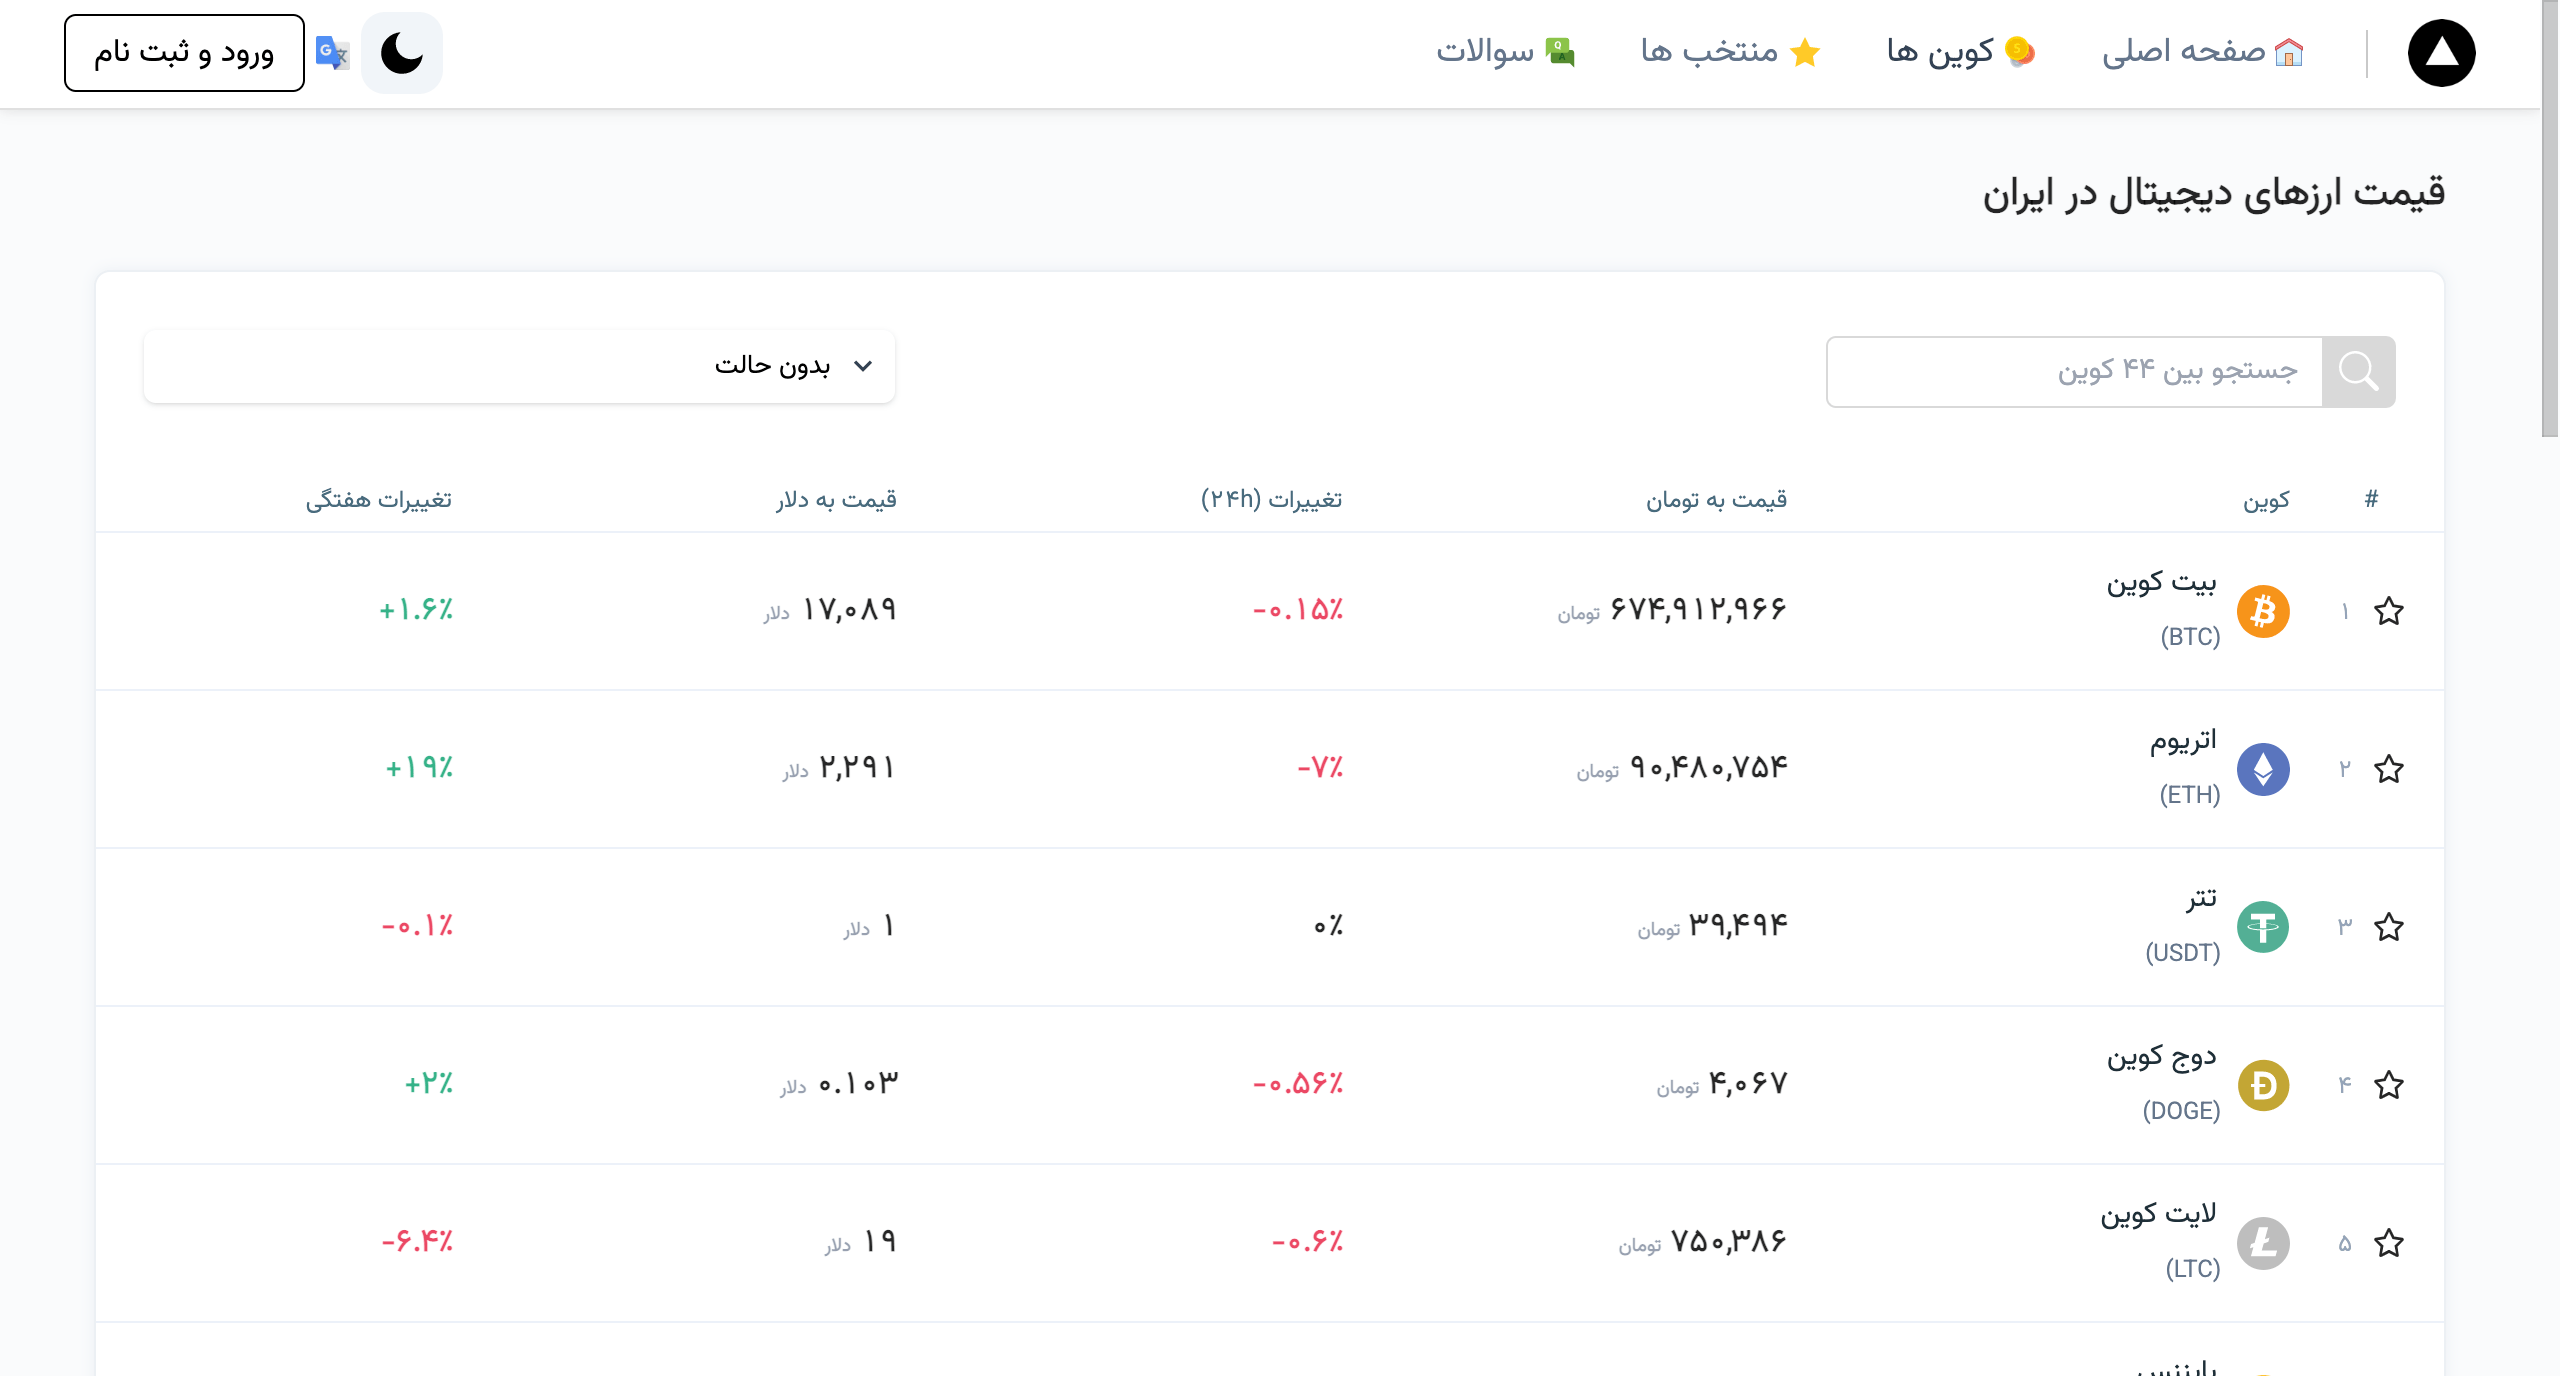 صفحه اصلی
کوین ها
منتخب ها
سوالات
ورود و ثبت نام
قیمت ارزهای دیجیتال در ایران
جستجو بین ۴۴ کوین
بدون حالت
# کوین قیمت به تومان تغییرات (۲۴h) قیمت به دلار تغییرات هفتگی
۱ بیت کوین ۶۷۴,۹۱۲,۹۶۶ تومان -۰.۱۵٪ ۱۷,۰۸۹ دلار +۱.۶٪
(BTC)
۲ اتریوم ۹۰,۴۸۰,۷۵۴ تومان -۷٪ ۲,۲۹۱ دلار +۱۹٪
(ETH)
۳ تتر ۳۹,۴۹۴ تومان ۰٪ ۱ دلار -۰.۱٪
(USDT)
۴ دوج کوین ۴,۰۶۷ تومان -۰.۵۶٪ ۰.۱۰۳ دلار +۲٪
(DOGE)
۵ لایت کوین ۷۵۰,۳۸۶ تومان -۰.۶٪ ۱۹ دلار -۶.۴٪
(LTC)